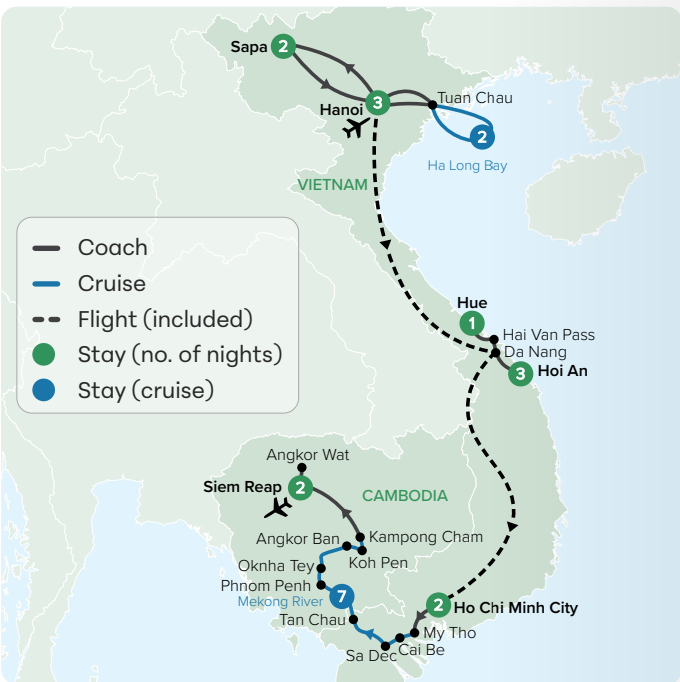 Sapa
2
Hanoi
3
Tuan Chau
2
Ha Long Bay
VIETNAM
Coach
Cruise
Flight (included)
Stay (no. of nights)
Stay (cruise)
Hue
1
Hai Van Pass
Da Nang
3
Hoi An
Angkor Wat
Siem Reap
2
CAMBODIA
Angkor Ban
Kampong Cham
Koh Pen
Oknha Tey
Phnom Penh
Mekong River
7
2
Ho Chi Minh City
Tan Chau
My Tho
Cai Be
Sa Dec